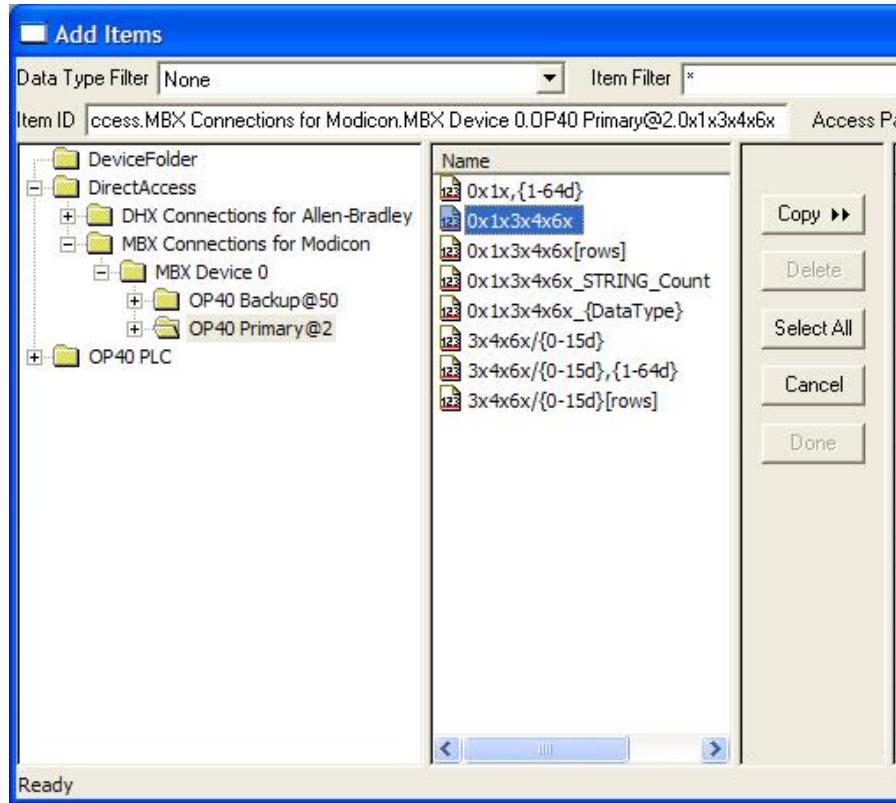 Add Items
Data Type Filter None Item Filter *
Item ID ccess.MBX Connections for Modicon.MBX Device 0.OP40 Primary@2.0x1x3x4x6x Access Pa
DeviceFolder
DirectAccess
DHX Connections for Allen-Bradley
MBX Connections for Modicon
MBX Device 0
OP40 Backup@50
OP40 Primary@2
OP40 PLC
Name
0x1x,{1-64d}
0x1x3x4x6x
0x1x3x4x6x[rows]
0x1x3x4x6x_STRING_Count
0x1x3x4x6x_{DataType}
3x4x6x/{0-15d}
3x4x6x/{0-15d},{1-64d}
3x4x6x/{0-15d}[rows]
Copy
Delete
Select All
Cancel
Done
Ready